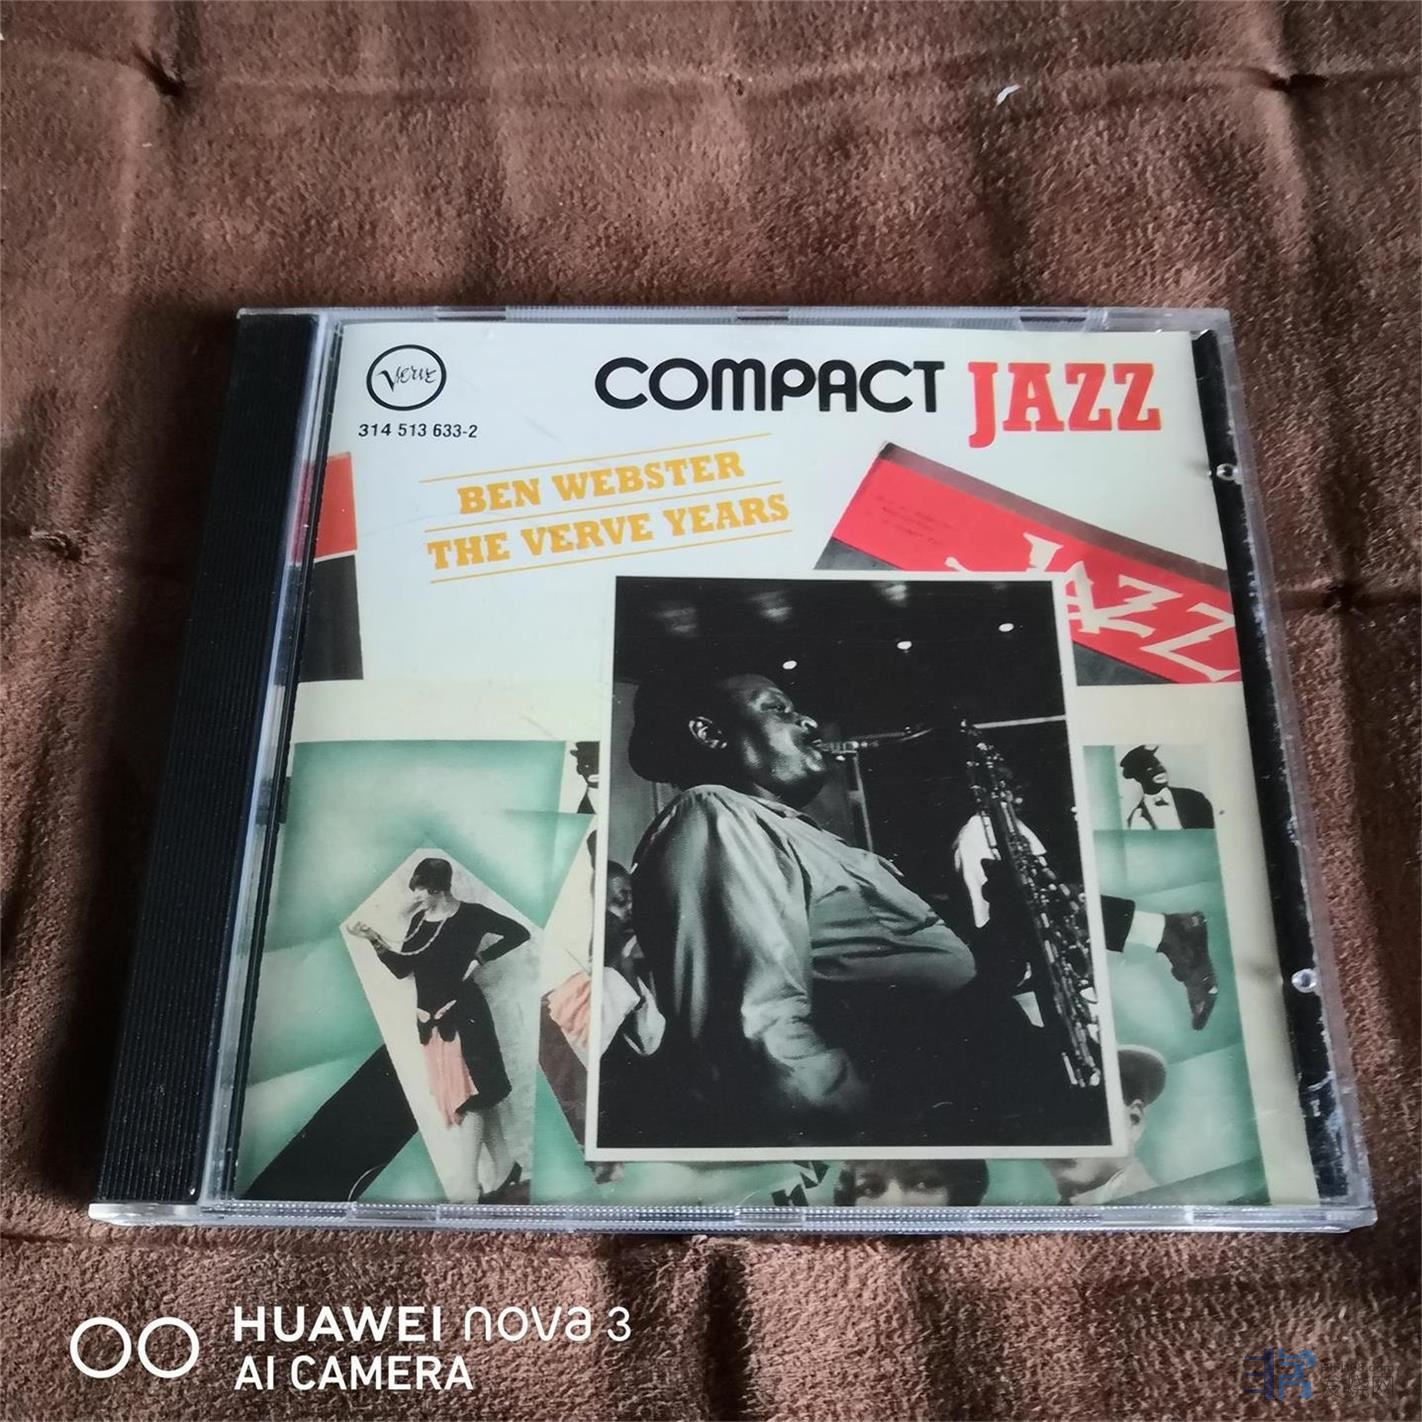 Verve
COMPACT JAZZ
314 513 633-2
BEN WEBSTER
THE VERVE YEARS
JAZZ
HUAWEI nova 3
AI CAMERA